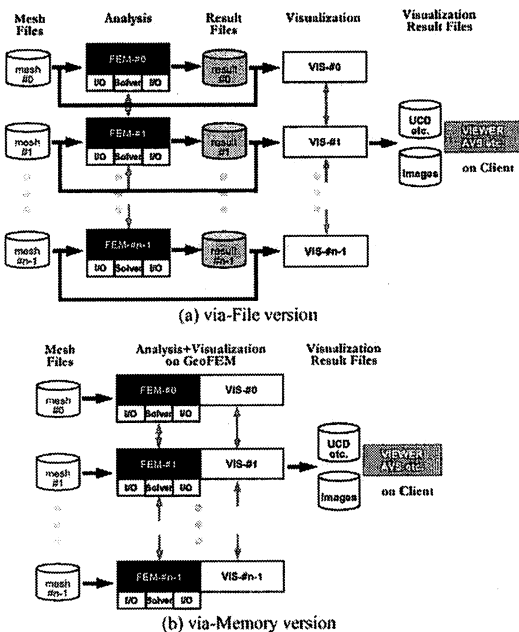 Mesh Files
Analysis
Result Files
Visualization
Visualization Result Files
mesh #0
FEM-#0
I/O Solver I/O
result #0
VIS-#0
mesh #1
FEM-#1
I/O Solver I/O
result #1
VIS-#1
UCD etc.
Images
VIEWER AVS etc.
on Client
mesh #n-1
FEM-#n-1
I/O Solver I/O
result #n-1
VIS-#n-1
(a) via-File version
Mesh Files
Analysis+Visualization on GeoFEM
Visualization Result Files
mesh #0
FEM-#0
VIS-#0
I/O Solver I/O
mesh #1
FEM-#1
VIS-#1
I/O Solver I/O
UCD etc.
Images
VIEWER AVS etc.
on Client
mesh #n-1
FEM-#n-1
VIS-#n-1
I/O Solver I/O
(b) via-Memory version